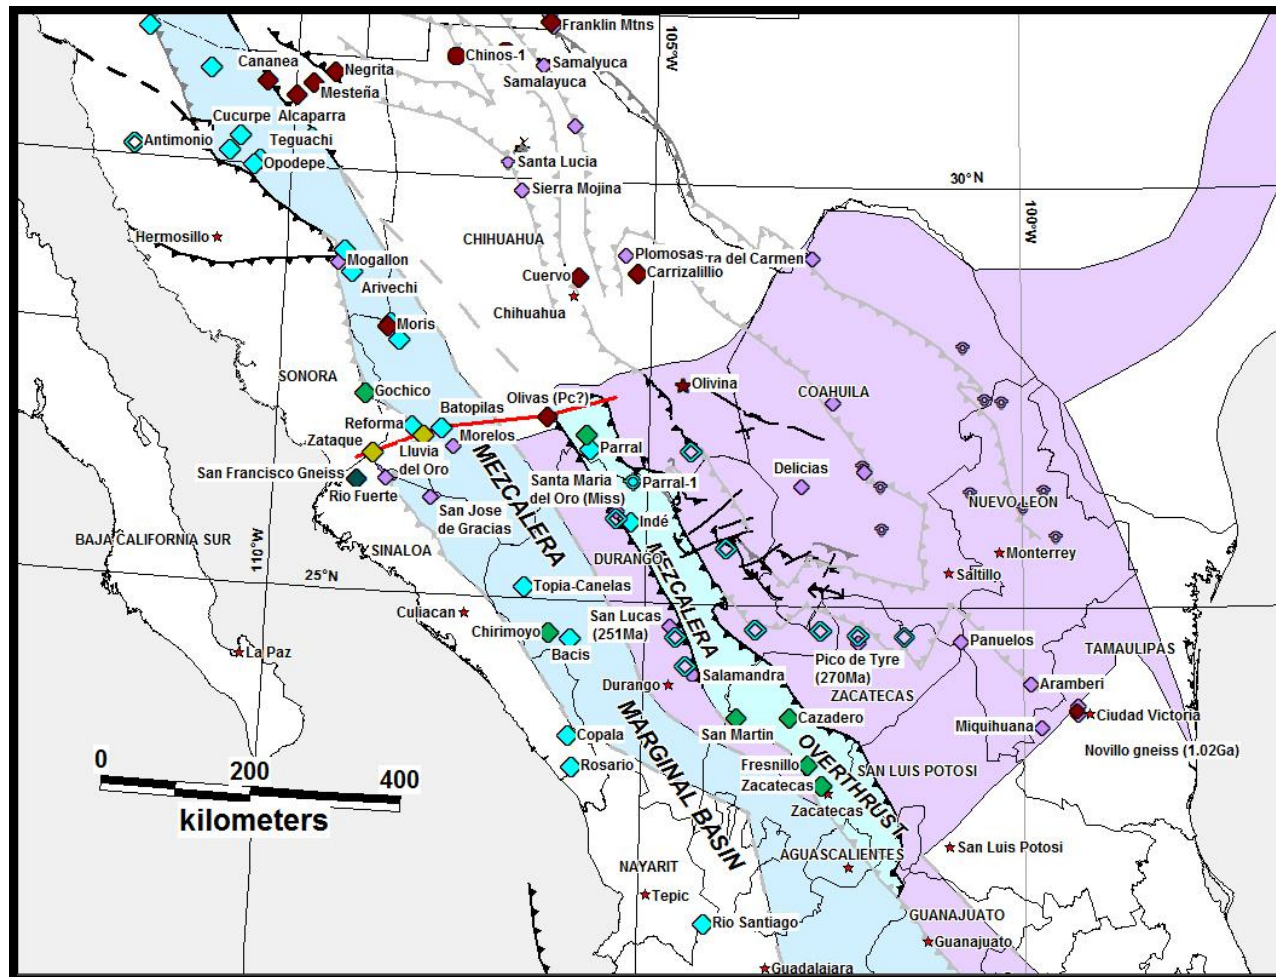 Franklin Mtns
105°W
Chinos-1
Cananea
Negrita
Samalyuca
Mesteña
Samalayuca
Alcaparra
Cucurpe
Antimonio
Teguachi
Opodepe
Santa Lucia
30°N
Sierra Mojina
100°W
Hermosillo
CHIHUAHUA
Mogallon
Plomosas
ra del Carmen
Cuervo
Carrizalillio
Arivechi
Chihuahua
Moris
SONORA
Gochico
Olivina
COAHUILA
Olivas (Pc?)
Batopilas
Reforma
Zataque
Morelos
Lluvia
del Oro
Parral
San Francisco Gneiss
Delicias
Santa Maria
del Oro (Miss)
Parral-1
Rio Fuerte
San Jose
de Gracias
NUEVO LEON
Indé
MEZCALERA
BAJA CALIFORNIA SUR
110°W
SINALOA
DURANGO
MEZCALERA
Monterrey
25°N
Saltillo
Topia-Canelas
Culiacan
San Lucas
(251Ma)
Chirimoyo
Bacis
La Paz
Panuelos
TAMAULIPAS
Pico de Tyre
(270Ma)
Salamandra
Durango
ZACATECAS
Aramberi
Ciudad Victoria
Cazadero
San Martin
Miquihuana
Copala
MARGINAL BASIN
OVERTHRUST
Novillo gneiss (1.02Ga)
0
200
400
kilometers
Rosario
Fresnillo
SAN LUIS POTOSI
Zacatecas
Zacatecas
San Luis Potosi
AGUASCALIENTES
NAYARIT
Tepic
Rio Santiago
GUANAJUATO
Guanajuato
Guadalajara